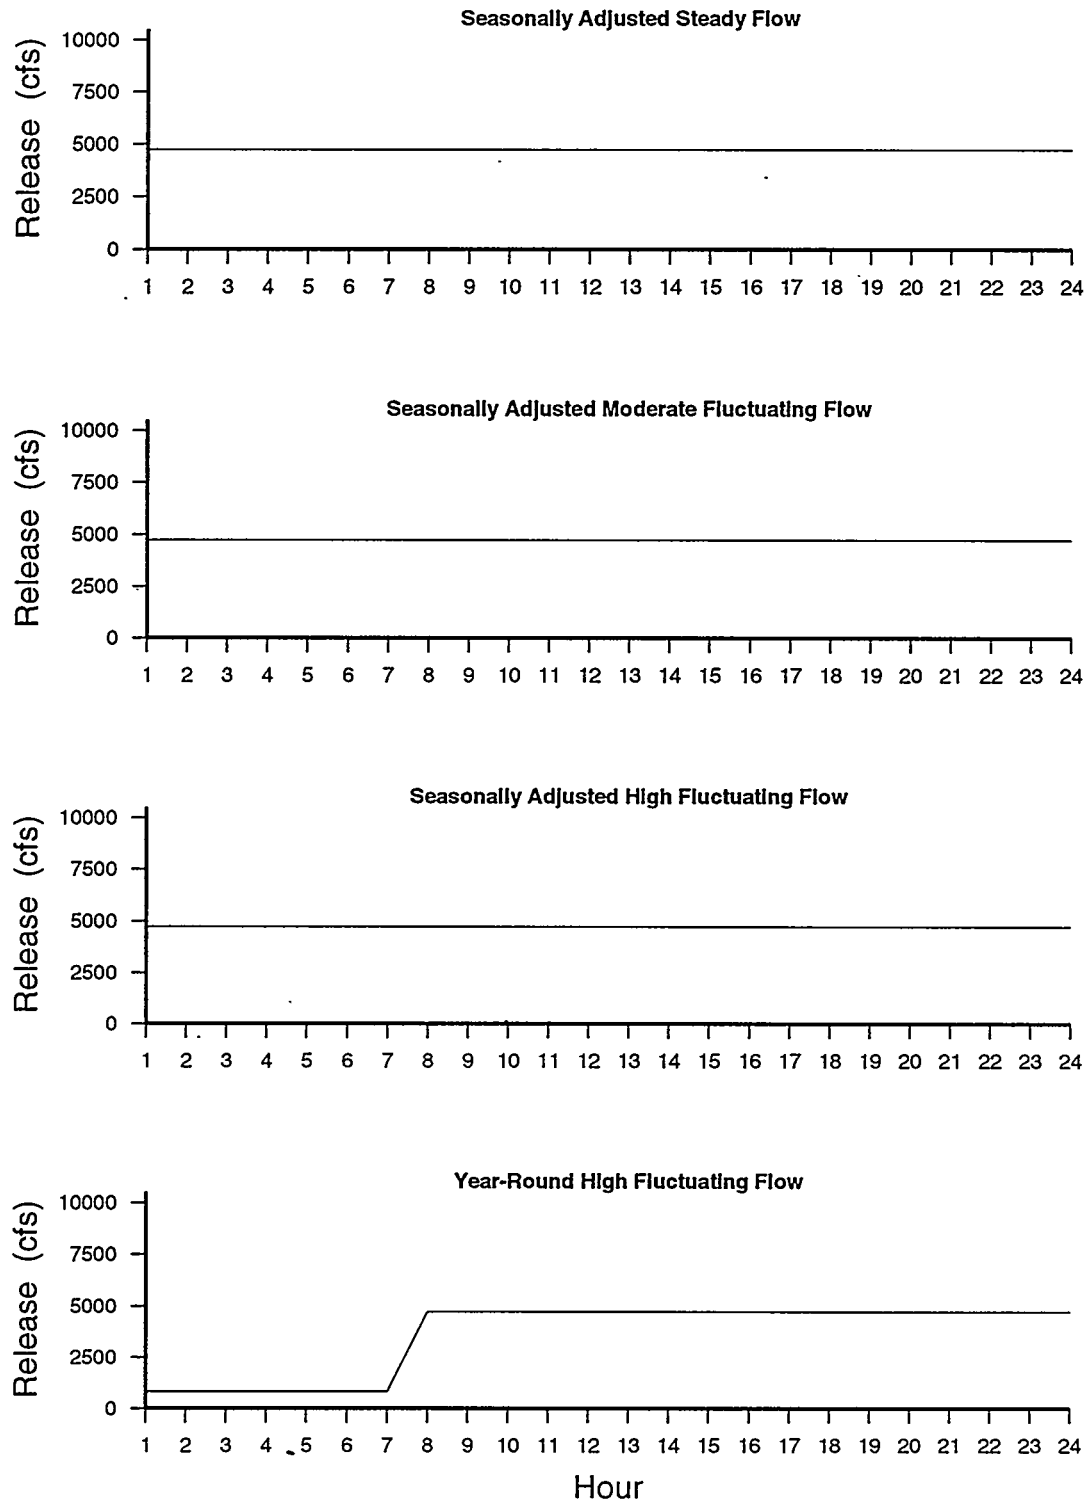 Seasonally Adjusted Steady Flow
Release (cfs)
10000
7500
5000
2500
0
1 2 3 4 5 6 7 8 9 10 11 12 13 14 15 16 17 18 19 20 21 22 23 24
Seasonally Adjusted Moderate Fluctuating Flow
Release (cfs)
10000
7500
5000
2500
0
1 2 3 4 5 6 7 8 9 10 11 12 13 14 15 16 17 18 19 20 21 22 23 24
Seasonally Adjusted High Fluctuating Flow
Release (cfs)
10000
7500
5000
2500
0
1 2 3 4 5 6 7 8 9 10 11 12 13 14 15 16 17 18 19 20 21 22 23 24
Year-Round High Fluctuating Flow
Release (cfs)
10000
7500
5000
2500
0
1 2 3 4 5 6 7 8 9 10 11 12 13 14 15 16 17 18 19 20 21 22 23 24
Hour